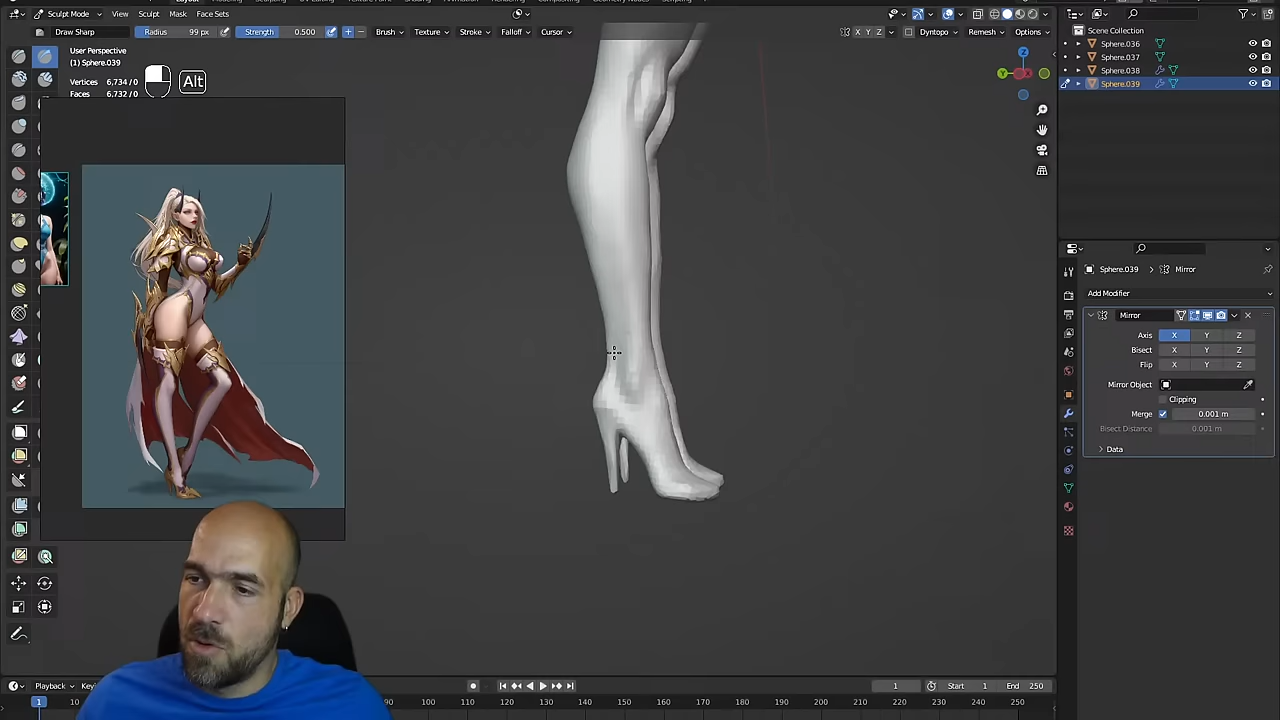 Sculpt Mode
View
Sculpt
Mask
Face Sets
Draw Sharp
Radius
99 px
Strength
0.500
Brush
Texture
Stroke
Falloff
Cursor
X Y Z
Dyntopo
Remesh
Options
User Perspective
(1) Sphere.039
Vertices 6,734 / 0
Faces 6,732 / 0
Alt
Z
Y
X
Scene Collection
Sphere.036
Sphere.037
Sphere.038
Sphere.039
Sphere.039
Mirror
Add Modifier
Mirror
Axis X Y Z
Bisect X Y Z
Flip X Y Z
Mirror Object
Clipping
Merge 0.001 m
Bisect Distance 0.001 m
Data
Playback
1
Start 1
End 250
1 10 100 110 120 130 140 150 160 170 180 190 200 210 220 230 240 250